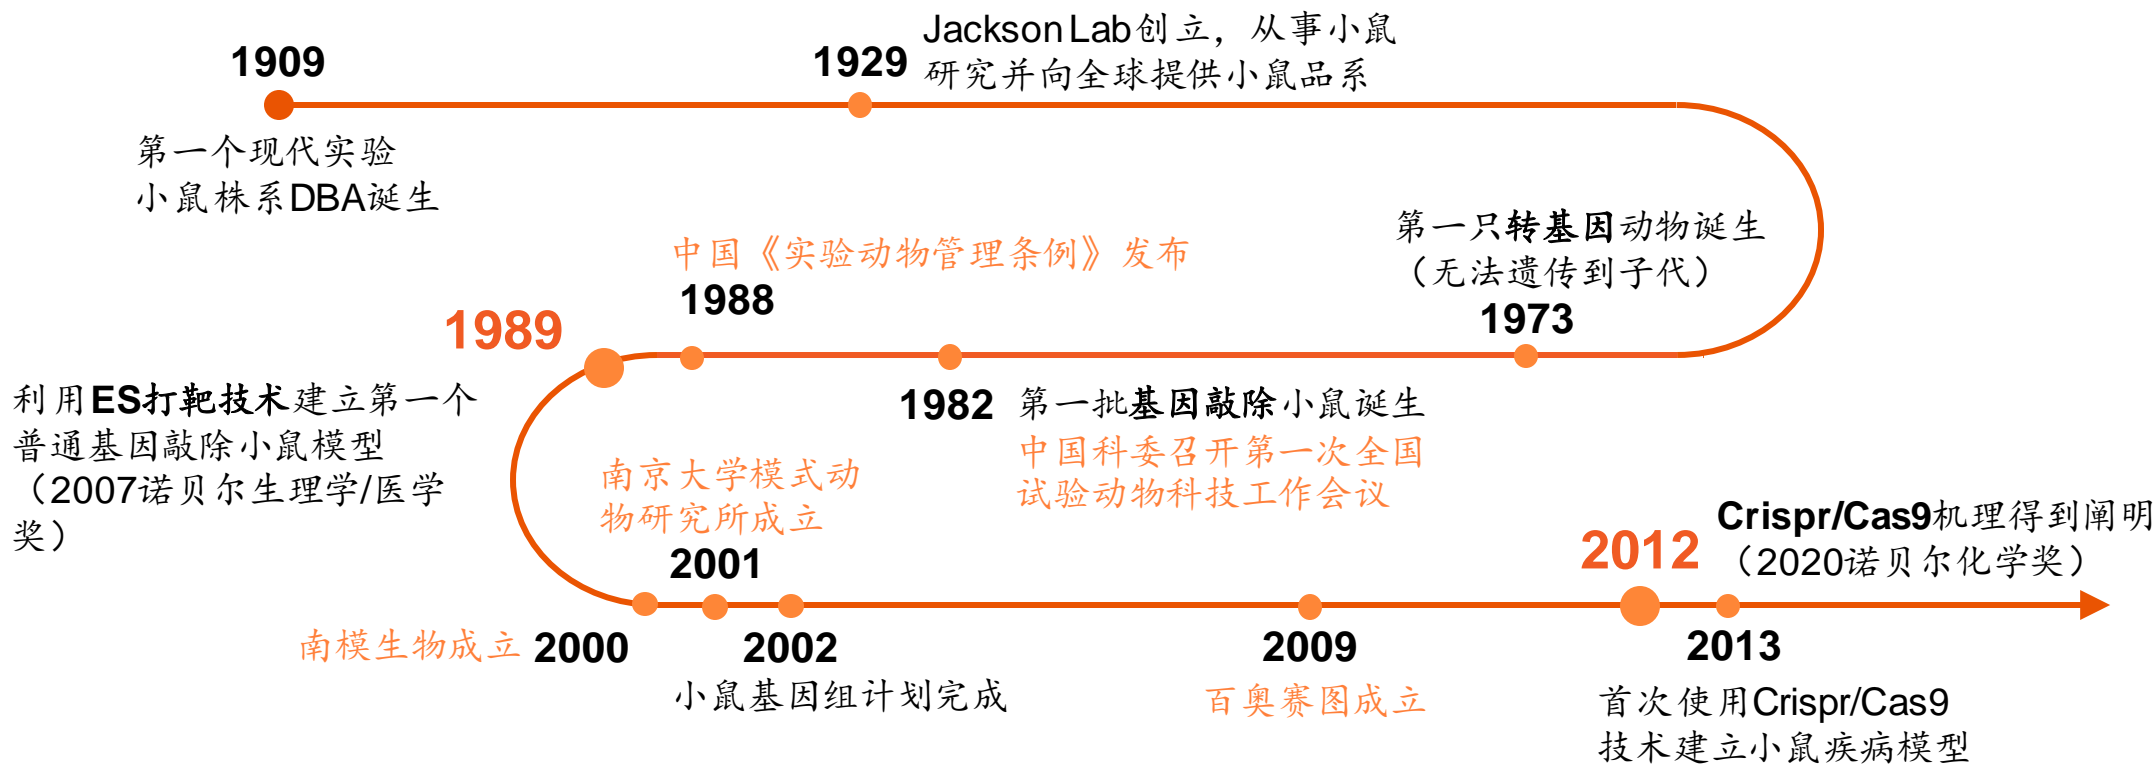 1909
第一个现代实验
小鼠株系DBA诞生
1929
Jackson Lab创立，从事小鼠
研究并向全球提供小鼠品系
第一只转基因动物诞生
（无法遗传到子代）
1973
1982
第一批基因敲除小鼠诞生
中国科委召开第一次全国
试验动物科技工作会议
中国《实验动物管理条例》发布
1988
1989
利用ES打靶技术建立第一个
普通基因敲除小鼠模型
（2007诺贝尔生理学/医学
奖）
南模生物成立
2000
南京大学模式动
物研究所成立
2001
2002
小鼠基因组计划完成
2009
百奥赛图成立
2012
Crispr/Cas9机理得到阐明
（2020诺贝尔化学奖）
2013
首次使用Crispr/Cas9
技术建立小鼠疾病模型